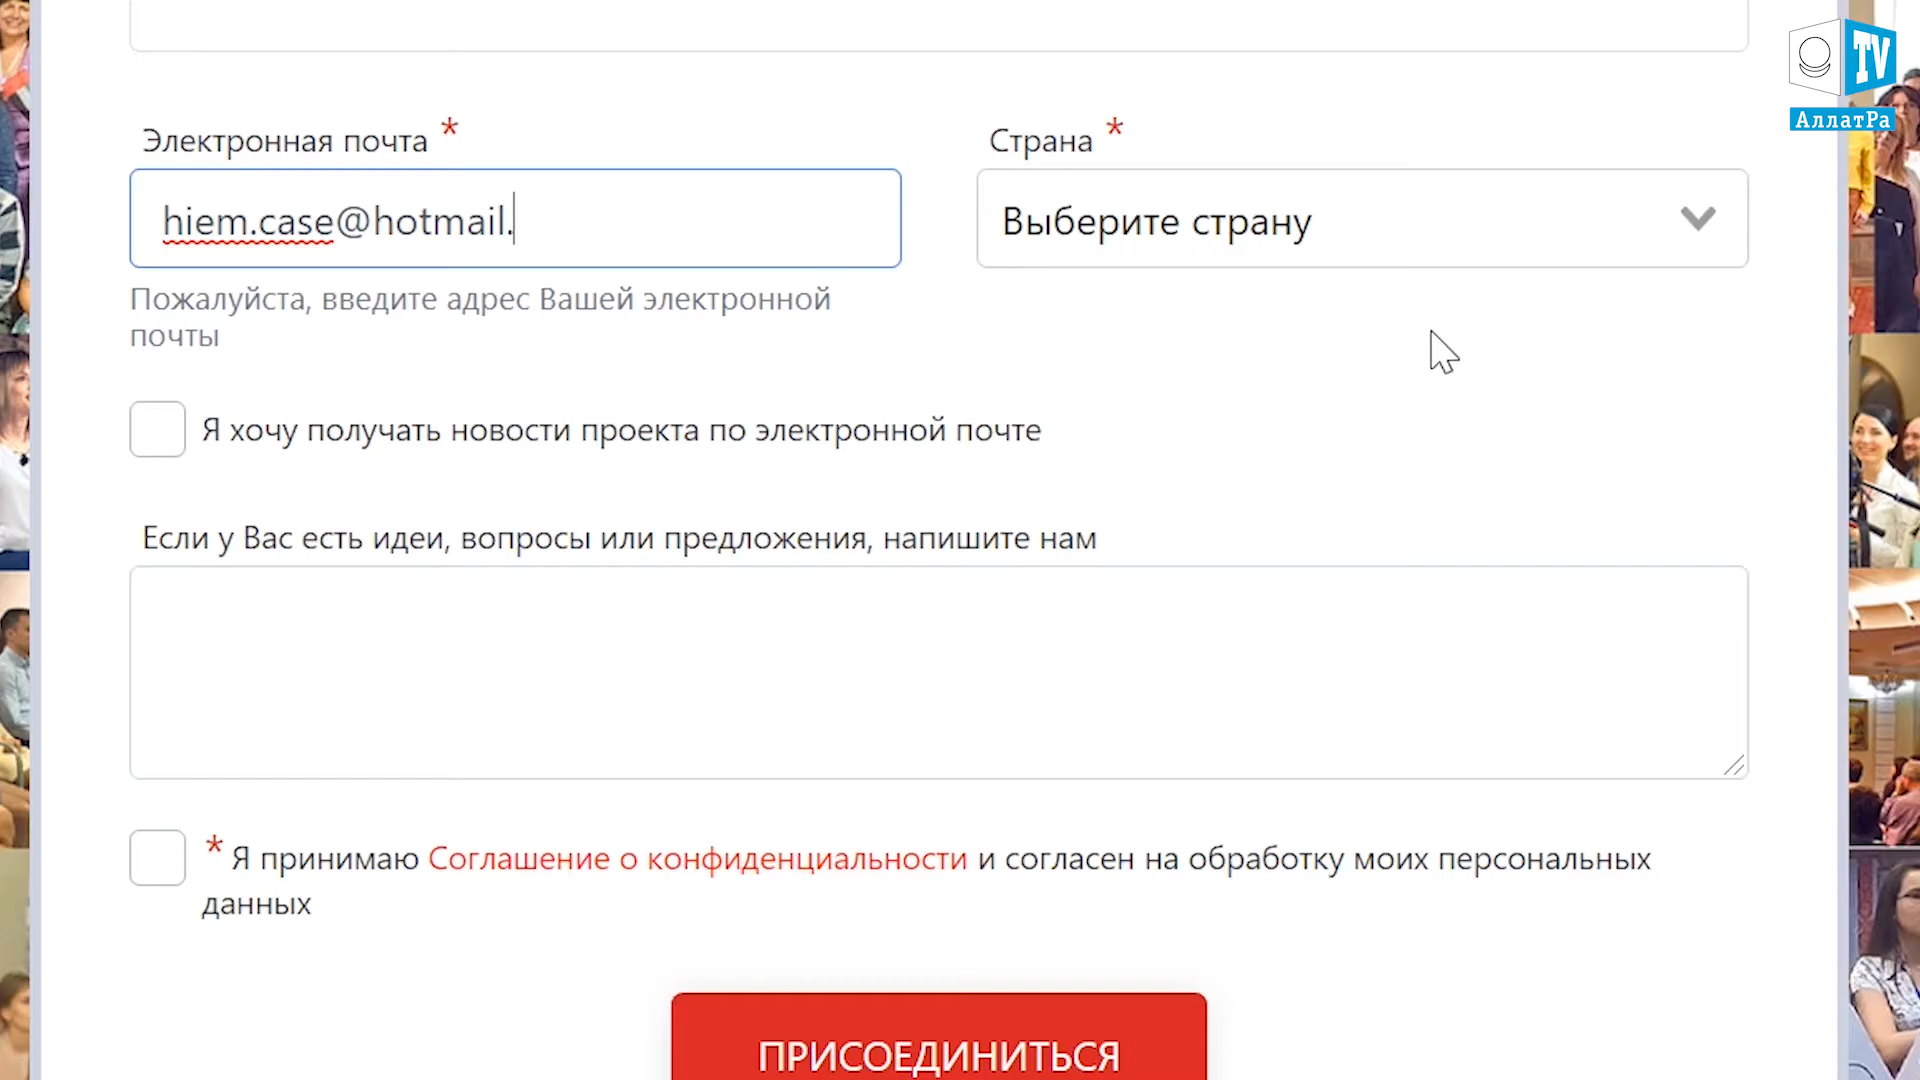 TV
АллатРа
Электронная почта *
Страна *
hiem.case@hotmail.
Выберите страну
Пожалуйста, введите адрес Вашей электронной
почты
Я хочу получать новости проекта по электронной почте
Если у Вас есть идеи, вопросы или предложения, напишите нам
* Я принимаю Соглашение о конфиденциальности и согласен на обработку моих персональных
данных
ПРИСОЕДИНИТЬСЯ